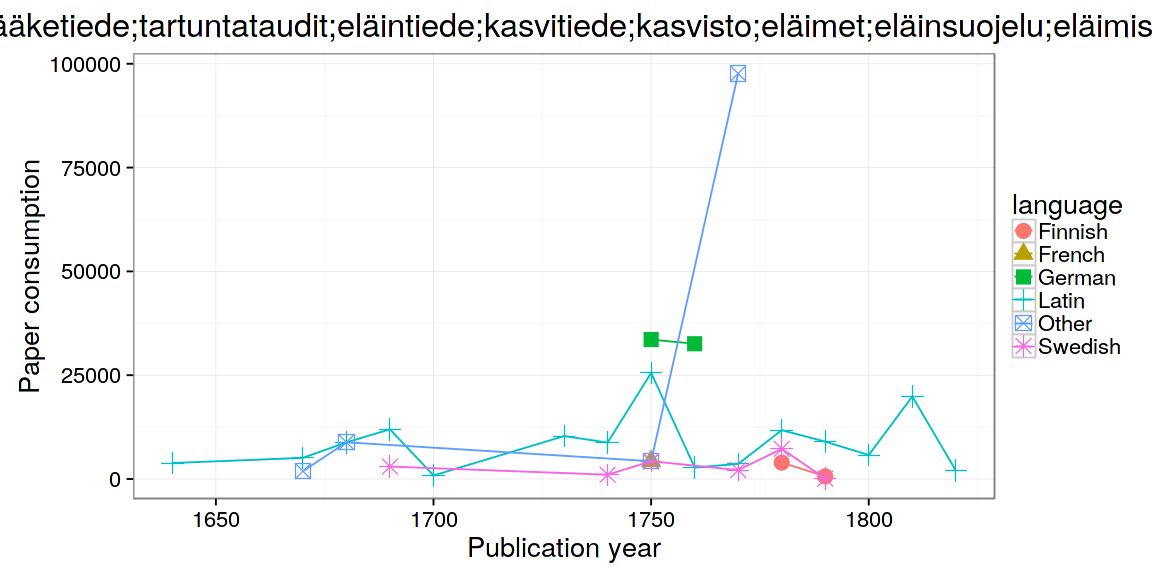 ääketiede;tartuntataudit;eläintiede;kasvitiede;kasvisto;eläimet;eläinsuojelu;eläimis
100000
75000
50000
25000
0
Paper consumption
1650
1700
1750
1800
Publication year
language
Finnish
French
German
Latin
Other
Swedish